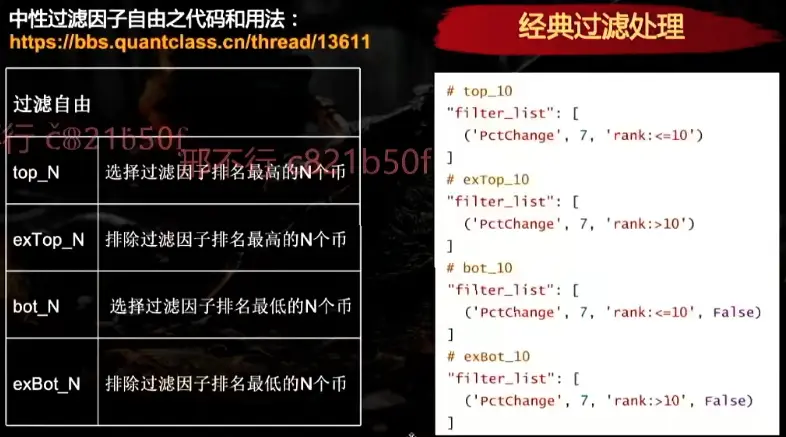 中性过滤因子自由之代码和用法：
https://bbs.quantclass.cn/thread/13611
过滤自由
top_N 选择过滤因子排名最高的N个币
exTop_N 排除过滤因子排名最高的N个币
bot_N 选择过滤因子排名最低的N个币
exBot_N 排除过滤因子排名最低的N个币
邢不行 c821b50f
经典过滤处理
# top_10
"filter_list": [
('PctChange', 7, 'rank:<=10')
]
# exTop_10
"filter_list": [
('PctChange', 7, 'rank:>10')
]
# bot_10
"filter_list": [
('PctChange', 7, 'rank:<=10', False)
]
# exBot_10
"filter_list": [
('PctChange', 7, 'rank:>10', False)
]